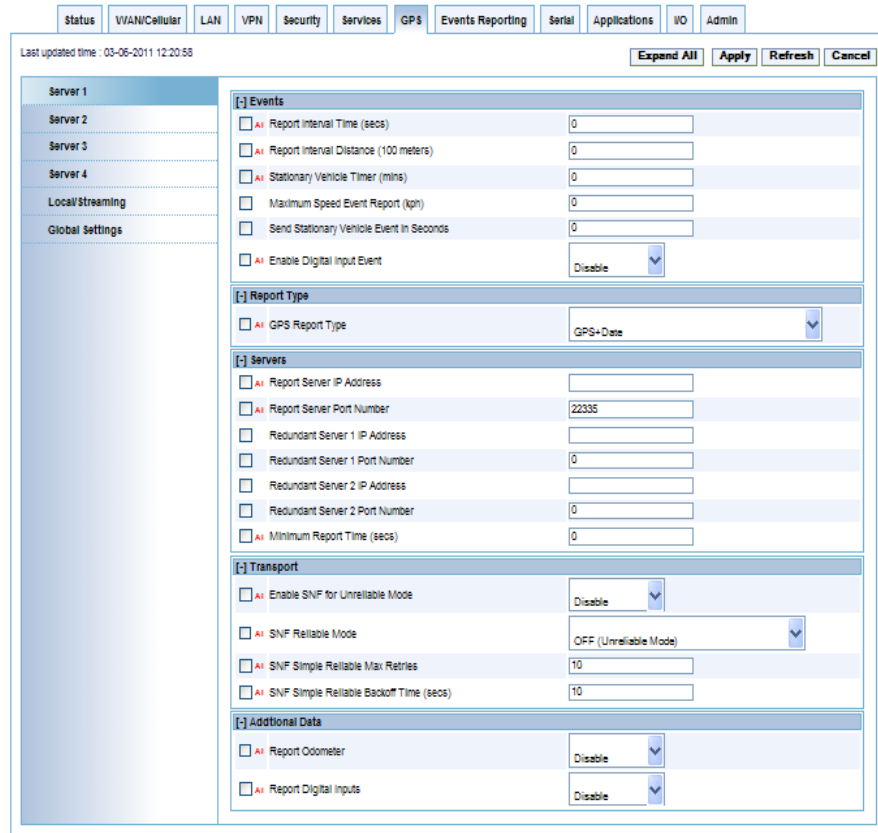 Status WAN/Cellular LAN VPN Security Services GPS Events Reporting Serial Applications I/O Admin
Last updated time : 03-06-2011 12:20:58 Expand All Apply Refresh Cancel
Server 1
Server 2
Server 3
Server 4
Local/Streaming
Global Settings
[-] Events
AI Report Interval Time (secs) 0
AI Report Interval Distance (100 meters) 0
AI Stationary Vehicle Timer (mins) 0
Maximum Speed Event Report (kph) 0
Send Stationary Vehicle Event in Seconds 0
AI Enable Digital Input Event Disable
[-] Report Type
AI GPS Report Type GPS+Date
[-] Servers
AI Report Server IP Address
AI Report Server Port Number 22335
Redundant Server 1 IP Address
Redundant Server 1 Port Number 0
Redundant Server 2 IP Address
Redundant Server 2 Port Number 0
AI Minimum Report Time (secs) 0
[-] Transport
AI Enable SNF for Unreliable Mode Disable
AI SNF Reliable Mode OFF (Unreliable Mode)
AI SNF Simple Reliable Max Retries 10
AI SNF Simple Reliable Backoff Time (secs) 10
[-] Addtional Data
AI Report Odometer Disable
AI Report Digital Inputs Disable